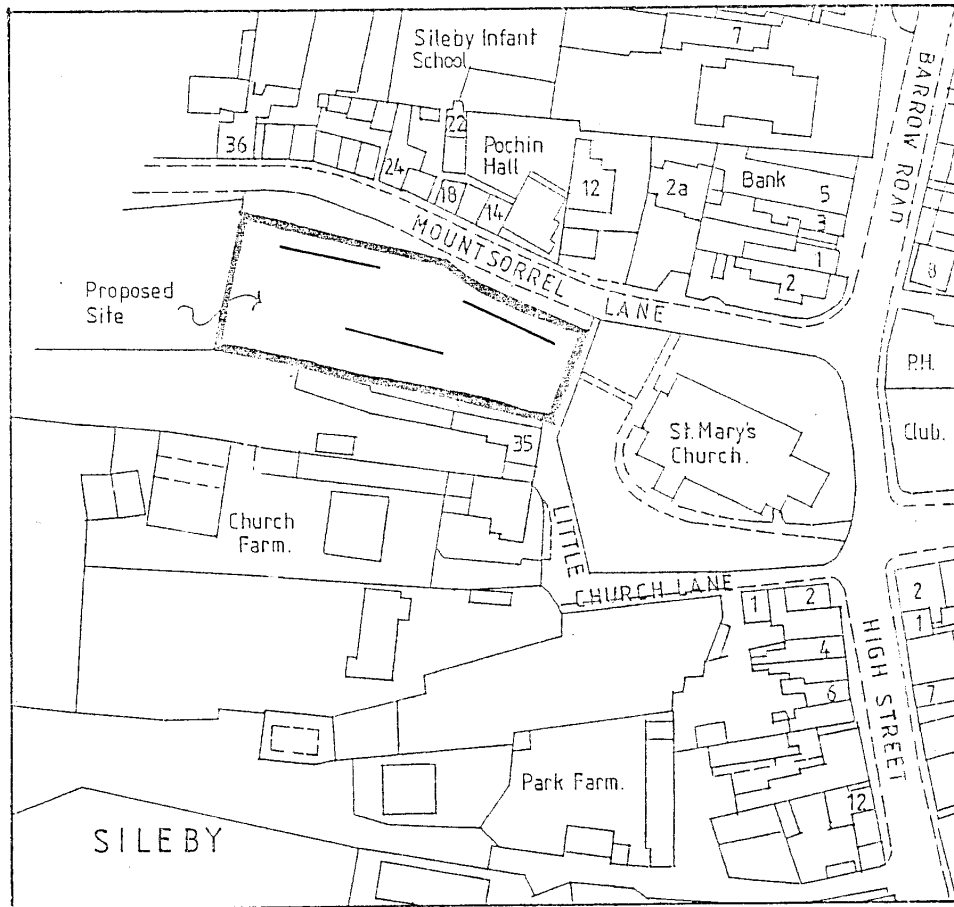 Sileby Infant
School
7
BARROW ROAD
36
22
24
Pochin
Hall
18
14
12
2a
Bank
5
3
1
2
8
MOUNTSORREL LANE
Proposed
Site
P.H.
Club.
St. Mary's
Church.
35
Church
Farm.
LITTLE
CHURCH LANE
1
2
4
6
2
1
7
HIGH STREET
Park Farm.
12
SILEBY